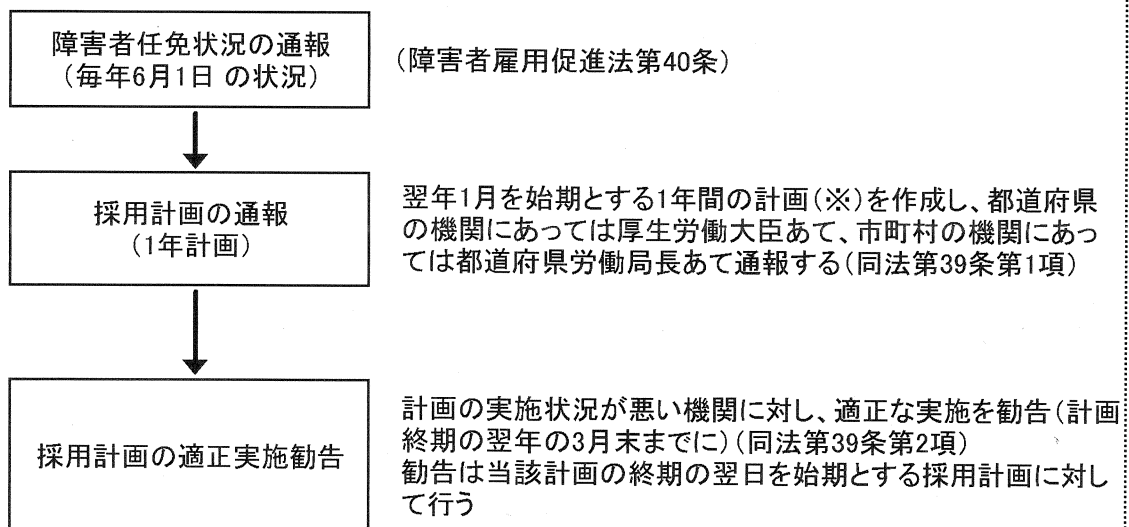 障害者任免状況の通報
(毎年6月1日 の状況)
(障害者雇用促進法第40条)
採用計画の通報
(1年計画)
翌年1月を始期とする1年間の計画(※)を作成し、都道府県
の機関にあっては厚生労働大臣あて、市町村の機関にあっ
ては都道府県労働局長あて通報する(同法第39条第1項)
採用計画の適正実施勧告
計画の実施状況が悪い機関に対し、適正な実施を勧告(計画
終期の翌年の3月末までに)(同法第39条第2項)
勧告は当該計画の終期の翌日を始期とする採用計画に対し
て行う